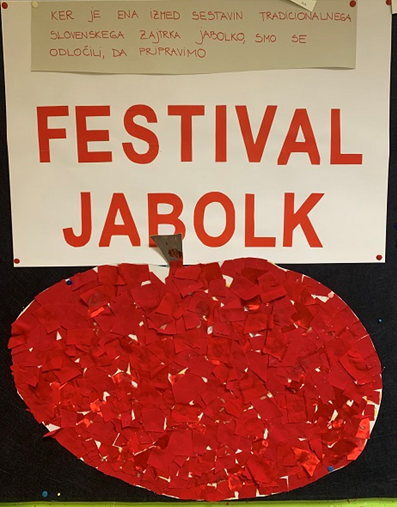 KER JE ENA IZMED SESTAVIN TRADICIONALNEGA
SLOVENSKEGA ZAJTRKA JABOLKO, SMO SE
ODLOČILI, DA PRIPRAVIMO
FESTIVAL
JABOLK